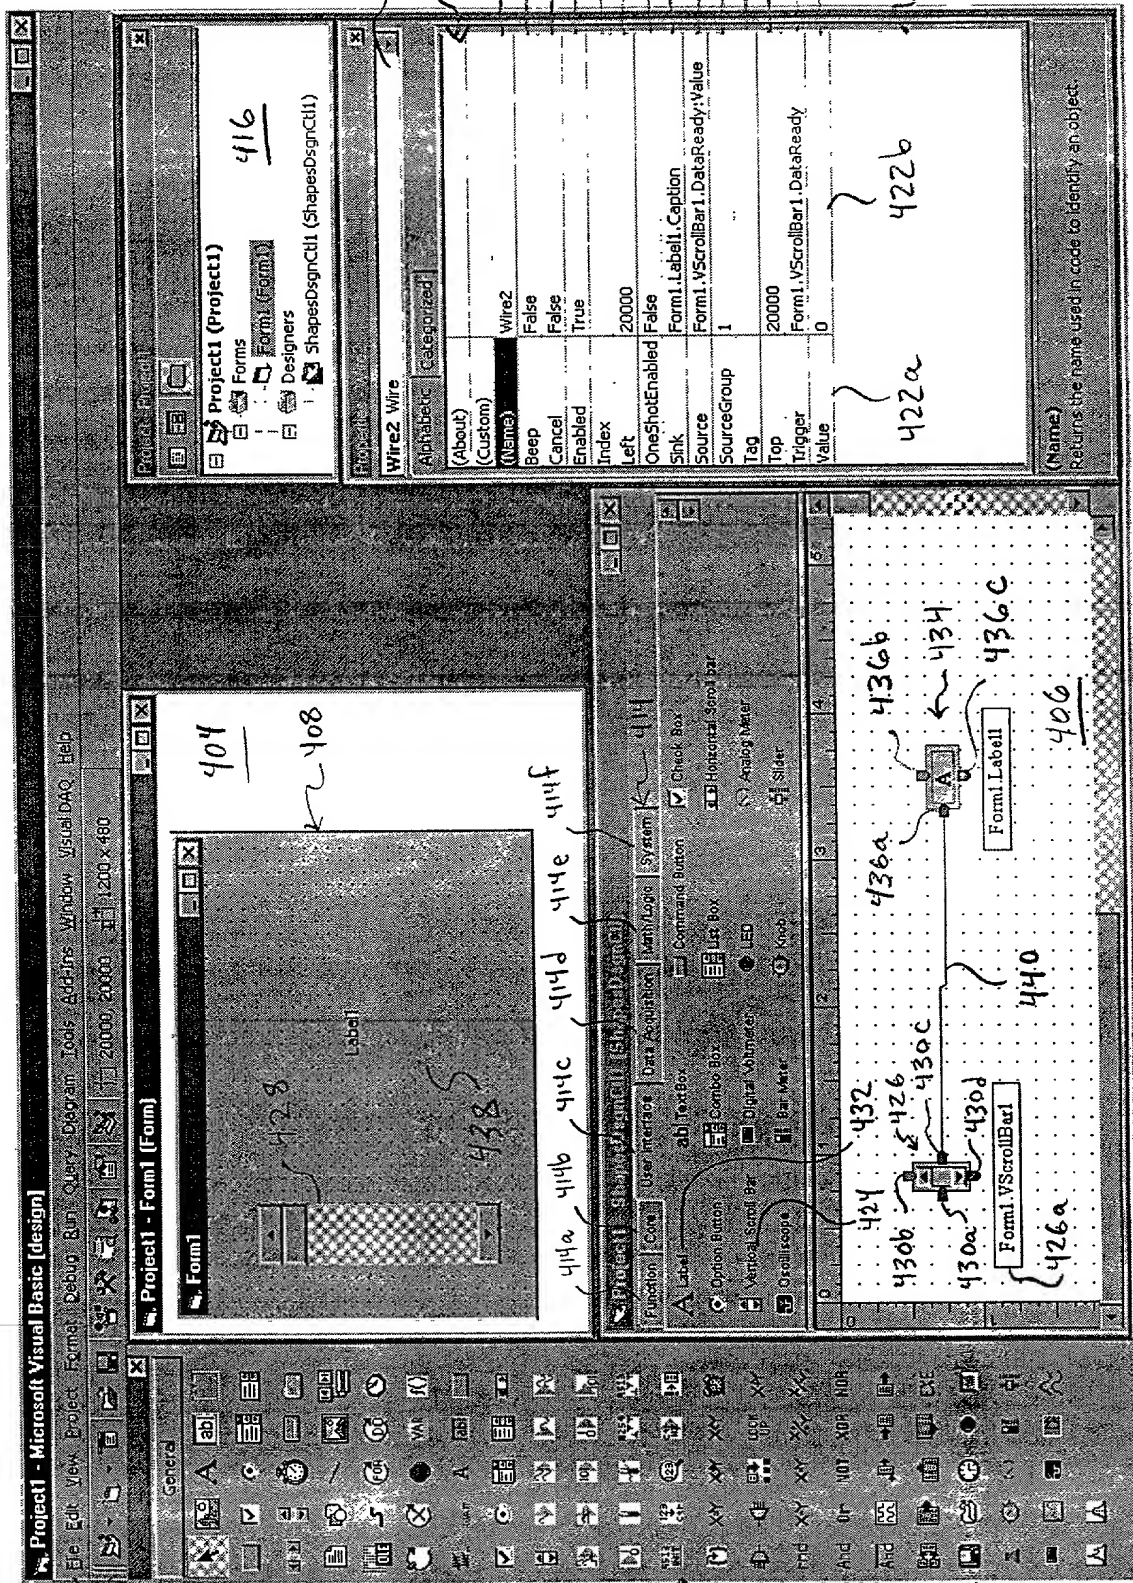 Project1 - Microsoft Visual Basic [design]
File Edit View Project Format Debug Run Query Diagram Tools Add-Ins Window VisualDAQ Help
20000, 20000 1200 x 480
General
Project1 - Form1 (Form)
404
Form1
408
Label1
428
438
Project1 (Project1)
Forms
Form1 (Form1)
Designers
ShapesDsgnCtl1 (ShapesDsgnCtl1)
416
Wire2 Wire
Alphabetic Categorized
(About)
(Custom)
(Name) Wire2
Beep False
Cancel False
Enabled True
Index
Left 20000
OneShotEnabled False
Sink Form1.Label1.Caption
Source Form1.VScrollBar1.DataReady:Value
SourceGroup 1
Tag
Top 20000
Trigger Form1.VScrollBar1.DataReady
Value 0
422a
422b
(Name)
Returns the name used in code to identify an object.
414a
414b
414c
414d
414e
414f
414
Function Core User Interface Data Acquisition Math/Logic System
Label TextBox Command Button Check Box
Option Button Combo Box List Box Horizontal Scroll bar
Vertical Scroll Bar Digital Voltmeter LED Analog Meter
Oscilloscope Bar Meter Knob Slider
424
432
0 1 2 3 4 5
430b
426
430c
430a
430d
Form1.VScrollBar1
426a
440
436a
436b
434
436c
Form1.Label1
406